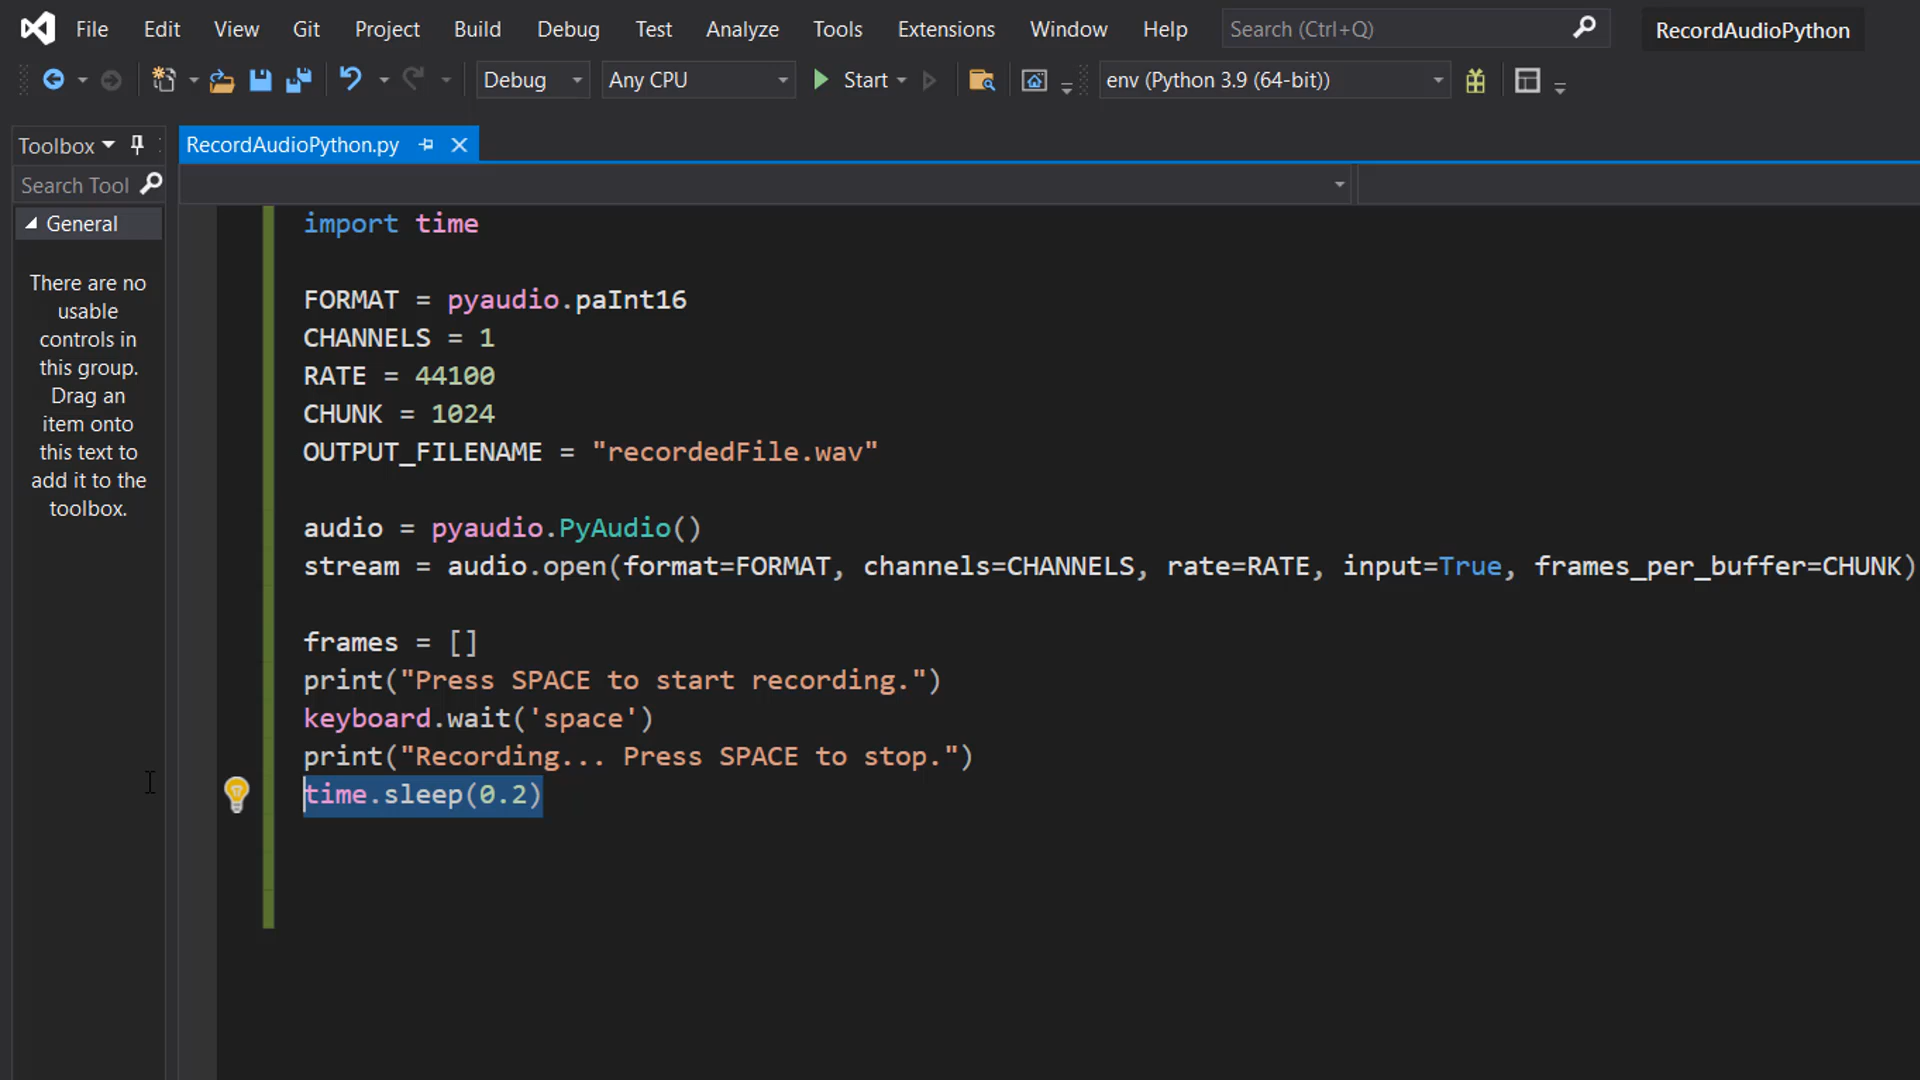 File Edit View Git Project Build Debug Test Analyze Tools Extensions Window Help Search (Ctrl+Q) RecordAudioPython
Debug Any CPU Start env (Python 3.9 (64-bit))
Toolbox
RecordAudioPython.py
Search Tool
General
There are no
usable
controls in
this group.
Drag an
item onto
this text to
add it to the
toolbox.
import time
FORMAT = pyaudio.paInt16
CHANNELS = 1
RATE = 44100
CHUNK = 1024
OUTPUT_FILENAME = "recordedFile.wav"
audio = pyaudio.PyAudio()
stream = audio.open(format=FORMAT, channels=CHANNELS, rate=RATE, input=True, frames_per_buffer=CHUNK)
frames = []
print("Press SPACE to start recording.")
keyboard.wait('space')
print("Recording... Press SPACE to stop.")
time.sleep(0.2)